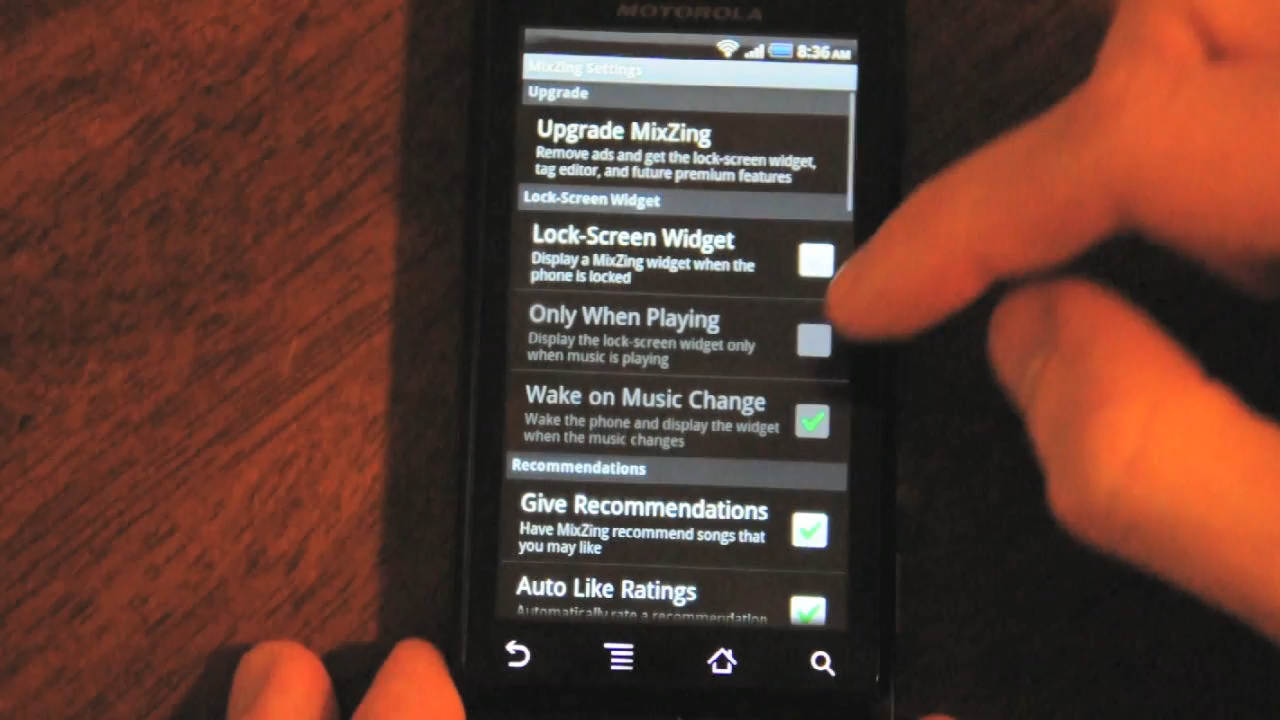 MOTOROLA
8:36 AM
MixZing Settings
Upgrade
Upgrade MixZing
Remove ads and get the lock-screen widget,
tag editor, and future premium features
Lock-Screen Widget
Lock-Screen Widget
Display a MixZing widget when the
phone is locked
Only When Playing
Display the lock-screen widget only
when music is playing
Wake on Music Change
Wake the phone and display the widget
when the music changes
Recommendations
Give Recommendations
Have MixZing recommend songs that
you may like
Auto Like Ratings
Automatically rate a recommendation